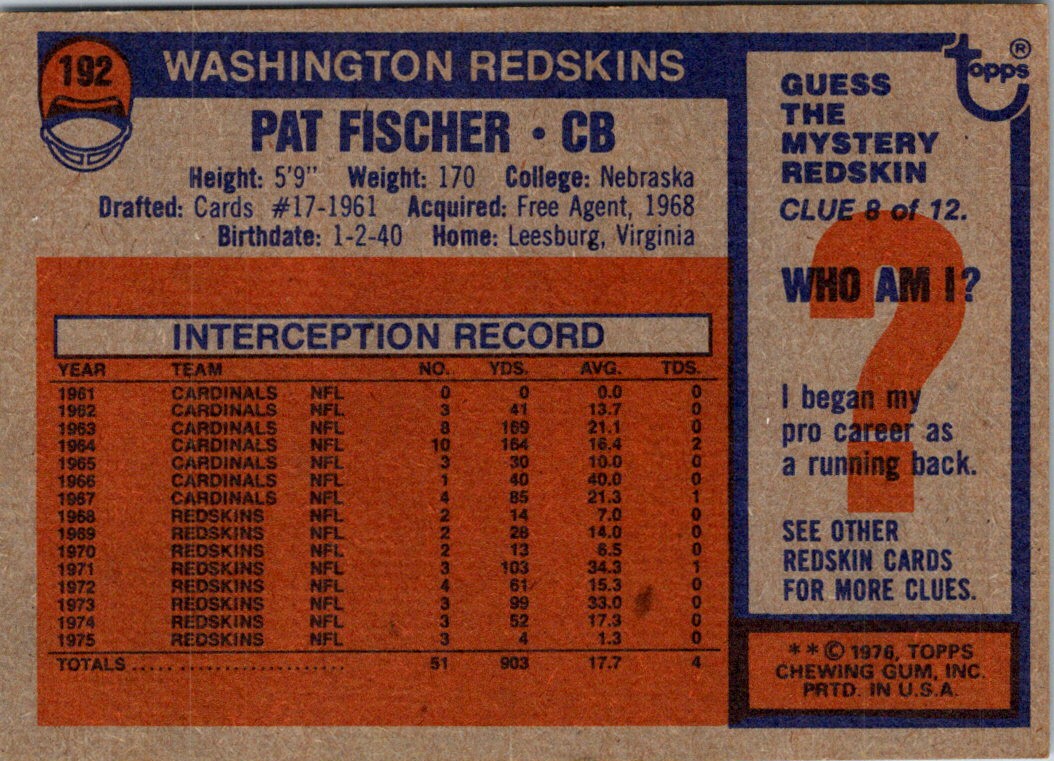 192
WASHINGTON REDSKINS
PAT FISCHER • CB
Height: 5'9" Weight: 170 College: Nebraska
Drafted: Cards #17-1961 Acquired: Free Agent, 1968
Birthdate: 1-2-40 Home: Leesburg, Virginia
INTERCEPTION RECORD
YEAR TEAM NO. YDS. AVG. TDS.
1961 CARDINALS NFL 0 0 0.0 0
1962 CARDINALS NFL 3 41 13.7 0
1963 CARDINALS NFL 8 169 21.1 0
1964 CARDINALS NFL 10 164 16.4 2
1965 CARDINALS NFL 3 30 10.0 0
1966 CARDINALS NFL 1 40 40.0 0
1967 CARDINALS NFL 4 85 21.3 1
1968 REDSKINS NFL 2 14 7.0 0
1969 REDSKINS NFL 2 28 14.0 0
1970 REDSKINS NFL 2 13 6.5 0
1971 REDSKINS NFL 3 103 34.3 1
1972 REDSKINS NFL 4 61 15.3 0
1973 REDSKINS NFL 3 99 33.0 0
1974 REDSKINS NFL 3 52 17.3 0
1975 REDSKINS NFL 3 4 1.3 0
TOTALS ........................ 51 903 17.7 4
topps ®
GUESS
THE
MYSTERY
REDSKIN
CLUE 8 of 12.
?
WHO AM I?
I began my
pro career as
a running back.
SEE OTHER
REDSKIN CARDS
FOR MORE CLUES.
**© 1976, TOPPS
CHEWING GUM, INC.
PRTD. IN U.S.A.